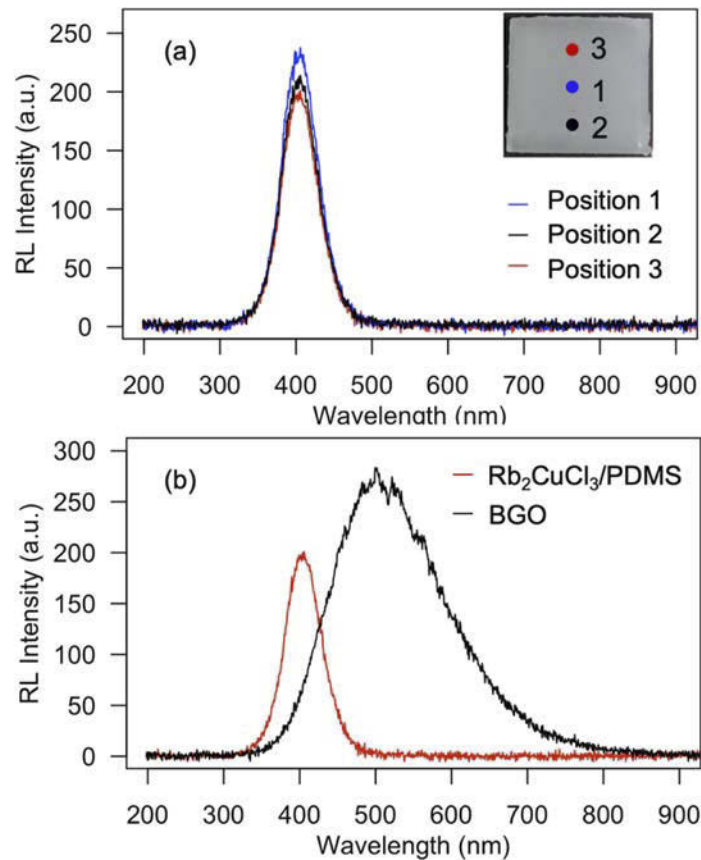 (a)
RL Intensity (a.u.)
250
200
150
100
50
0
3
1
2
Position 1
Position 2
Position 3
200 300 400 500 600 700 800 900
Wavelength (nm)
(b)
RL Intensity (a.u.)
300
250
200
150
100
50
0
Rb₂CuCl₃/PDMS
BGO
200 300 400 500 600 700 800 900
Wavelength (nm)